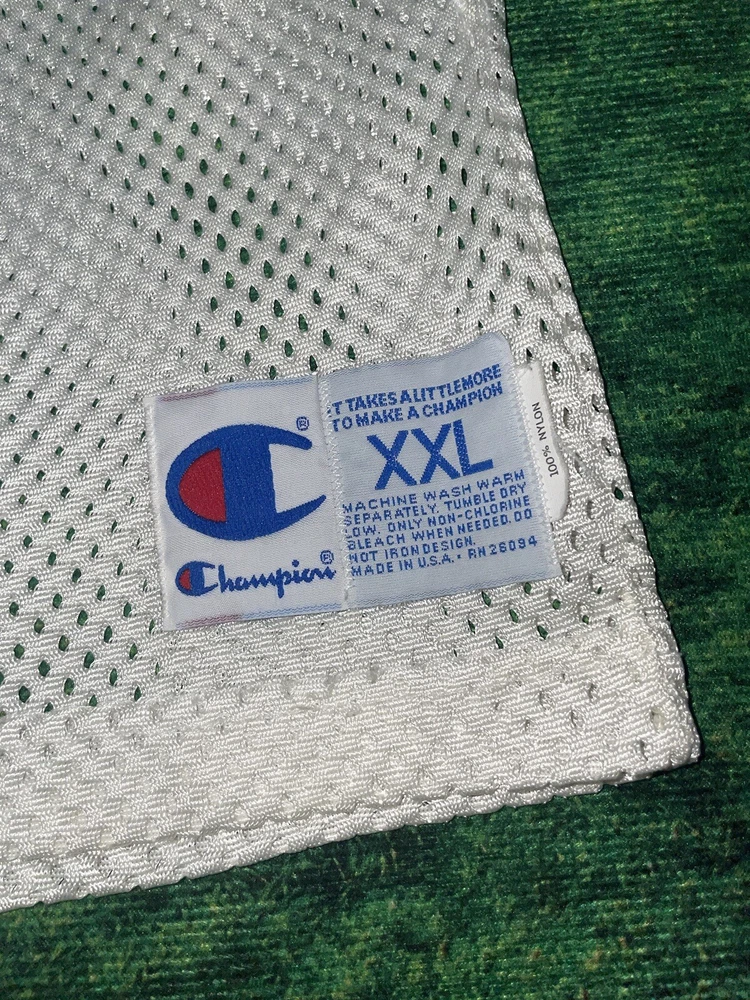 ®
Champion®
IT TAKES A LITTLE MORE
TO MAKE A CHAMPION
XXL
MACHINE WASH WARM
SEPARATELY. TUMBLE DRY
LOW. ONLY NON-CHLORINE
BLEACH WHEN NEEDED. DO
NOT IRON DESIGN.
MADE IN U.S.A. • RN 26094
100% NYLON